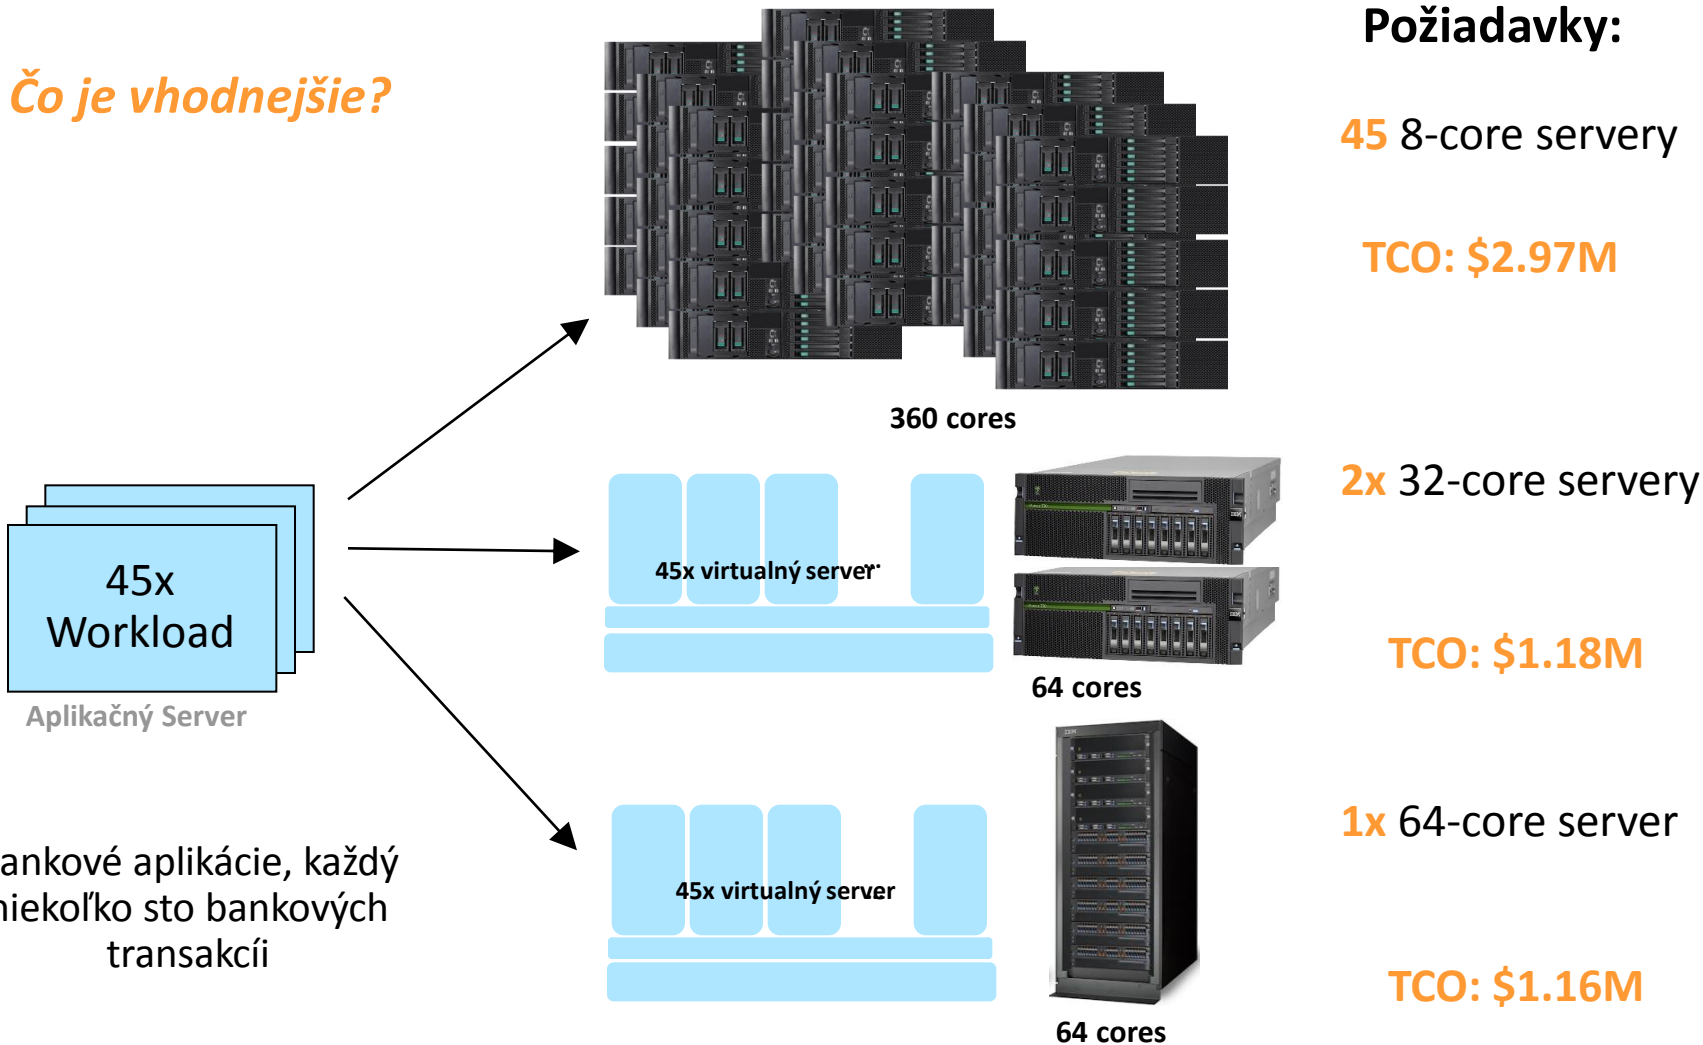 Čo je vhodnejšie?
Požiadavky:
45 8-core servery
TCO: $2.97M
360 cores
45x
Workload
Aplikačný Server
45x virtualný server
...
64 cores
2x 32-core servery
TCO: $1.18M
ankové aplikácie, každý
niekoľko sto bankových
transakcíi
45x virtualný server
...
64 cores
1x 64-core server
TCO: $1.16M